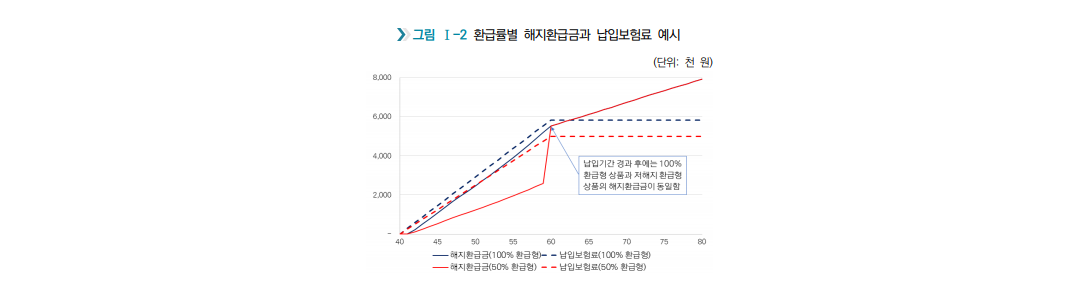 그림 Ⅰ-2 환급률별 해지환급금과 납입보험료 예시
(단위: 천 원)
8,000
6,000
4,000
2,000
-
납입기간 경과 후에는 100%
환급형 상품과 저해지 환급형
상품의 해지환급금이 동일함
40 45 50 55 60 65 70 75 80
해지환급금(100% 환급형) 납입보험료(100% 환급형)
해지환급금(50% 환급형) 납입보험료(50% 환급형)